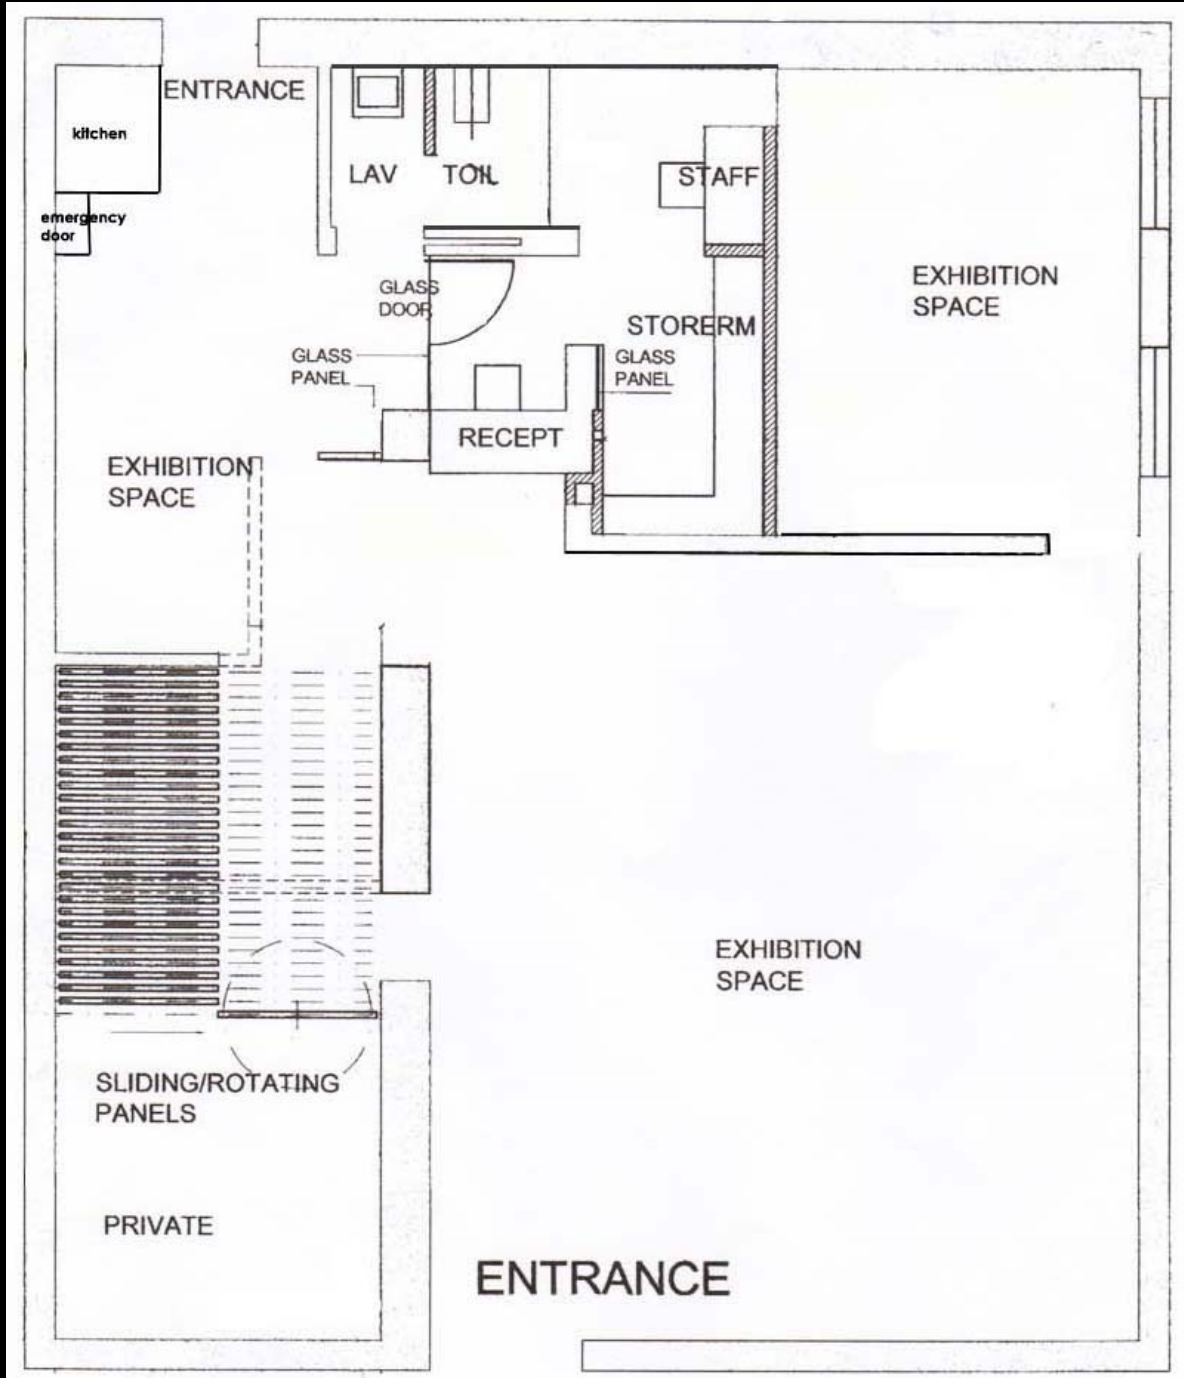 ENTRANCE
kitchen
LAV
TOIL
STAFF
emergency
door
EXHIBITION
SPACE
GLASS
DOOR
STORERM
GLASS
PANEL
GLASS
PANEL
RECEPT
EXHIBITION
SPACE
EXHIBITION
SPACE
SLIDING/ROTATING
PANELS
PRIVATE
ENTRANCE